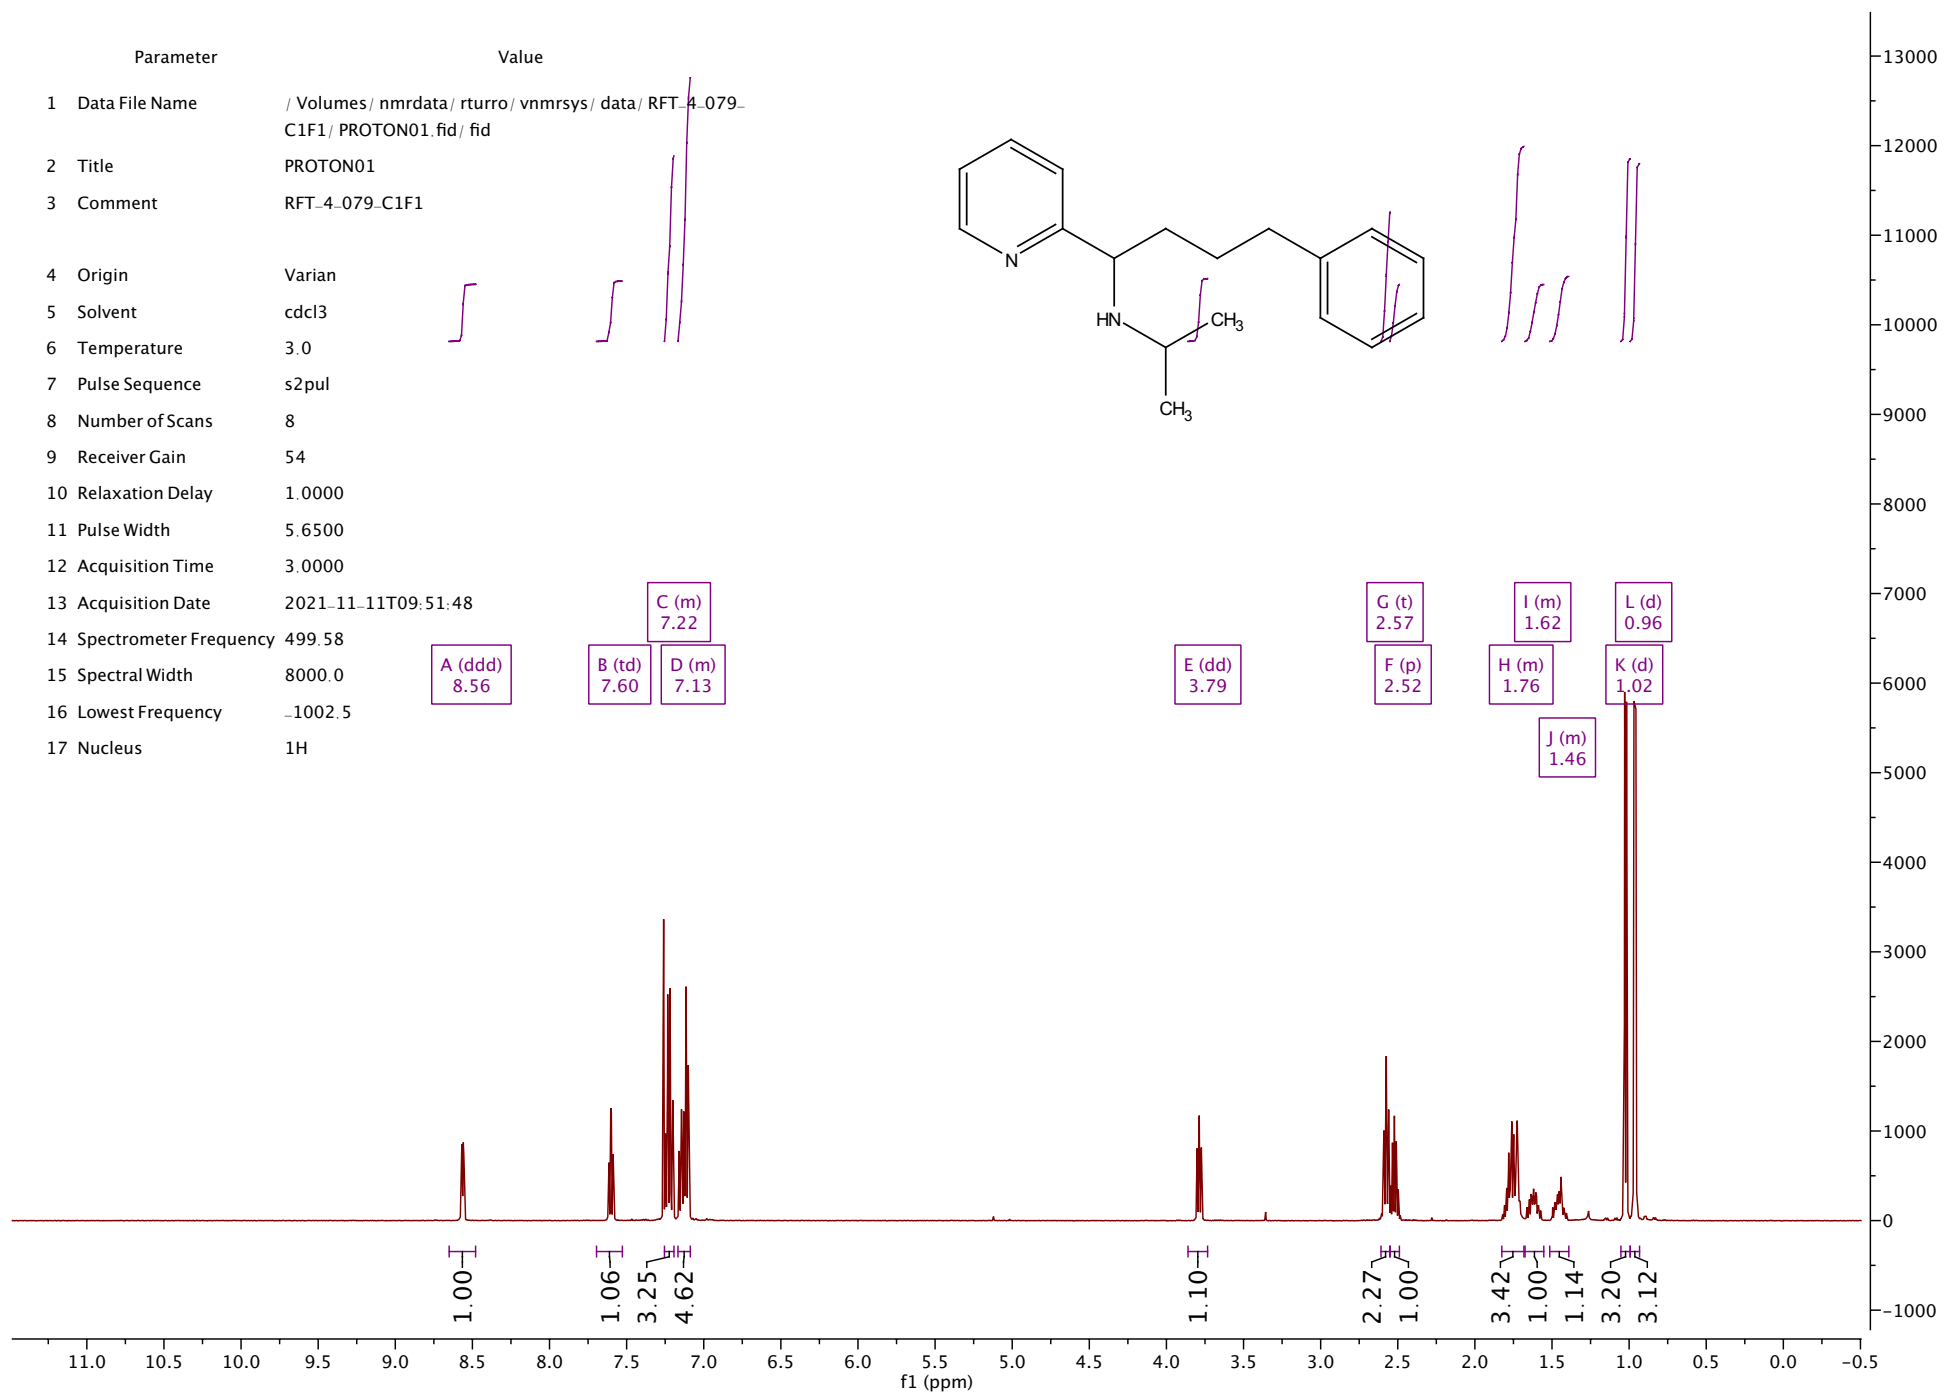 Parameter Value
1 Data File Name / Volumes/ nmrdata/ rturro/ vnmrsys/ data/ RFT_4_079_
C1F1/ PROTON01.fid/ fid
2 Title PROTON01
3 Comment RFT_4_079_C1F1
4 Origin Varian
5 Solvent cdcl3
6 Temperature 3.0
7 Pulse Sequence s2pul
8 Number of Scans 8
9 Receiver Gain 54
10 Relaxation Delay 1.0000
11 Pulse Width 5.6500
12 Acquisition Time 3.0000
13 Acquisition Date 2021_11_11T09:51:48
14 Spectrometer Frequency 499.58
15 Spectral Width 8000.0
16 Lowest Frequency _1002.5
17 Nucleus 1H
N
HN
CH3
CH3
A (ddd)
8.56
B (td)
7.60
C (m)
7.22
D (m)
7.13
E (dd)
3.79
G (t)
2.57
F (p)
2.52
H (m)
1.76
I (m)
1.62
J (m)
1.46
L (d)
0.96
K (d)
1.02
13000
12000
11000
10000
9000
8000
7000
6000
5000
4000
3000
2000
1000
0
−1000
1.00
1.06
3.25
4.62
1.10
2.27
1.00
3.42
1.00
1.14
3.20
3.12
11.0 10.5 10.0 9.5 9.0 8.5 8.0 7.5 7.0 6.5 6.0 5.5 5.0 4.5 4.0 3.5 3.0 2.5 2.0 1.5 1.0 0.5 0.0 −0.5
f1 (ppm)